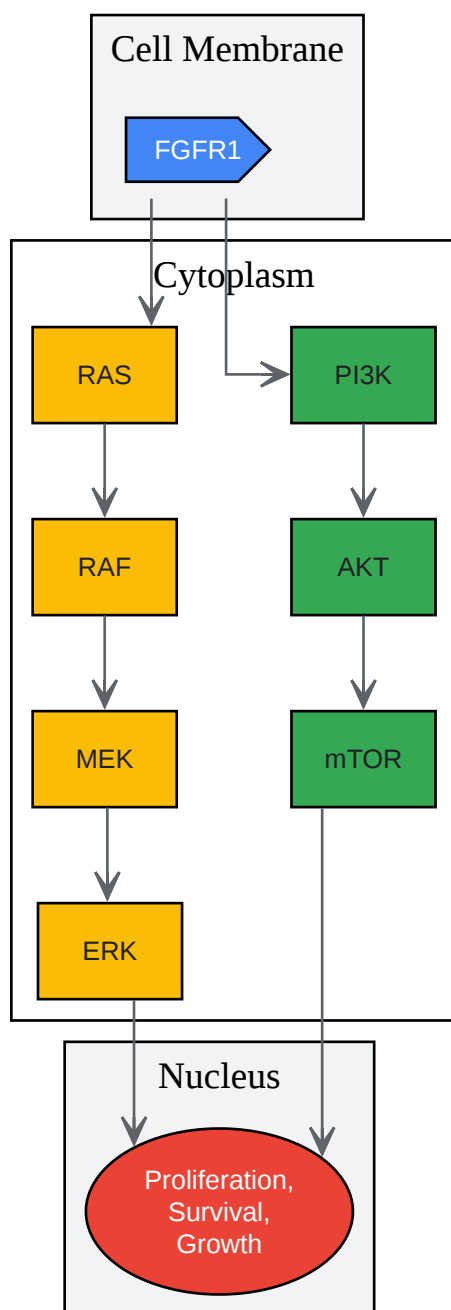 Cell Membrane
FGFR1
Cytoplasm
RAS
PI3K
RAF
AKT
MEK
mTOR
ERK
Nucleus
Proliferation,
Survival,
Growth